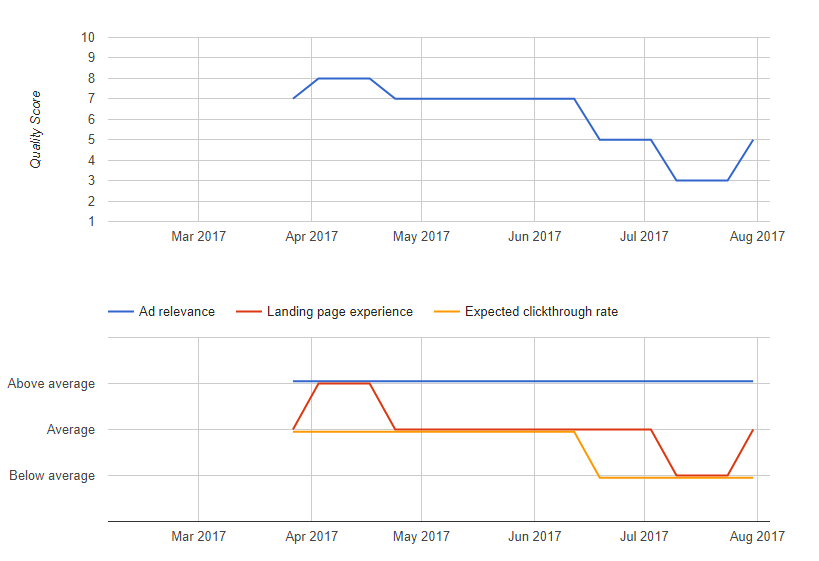 10
9
8
7
6
5
4
3
2
1
Quality Score
Mar 2017 Apr 2017 May 2017 Jun 2017 Jul 2017 Aug 2017
Ad relevance Landing page experience Expected clickthrough rate
Above average
Average
Below average
Mar 2017 Apr 2017 May 2017 Jun 2017 Jul 2017 Aug 2017